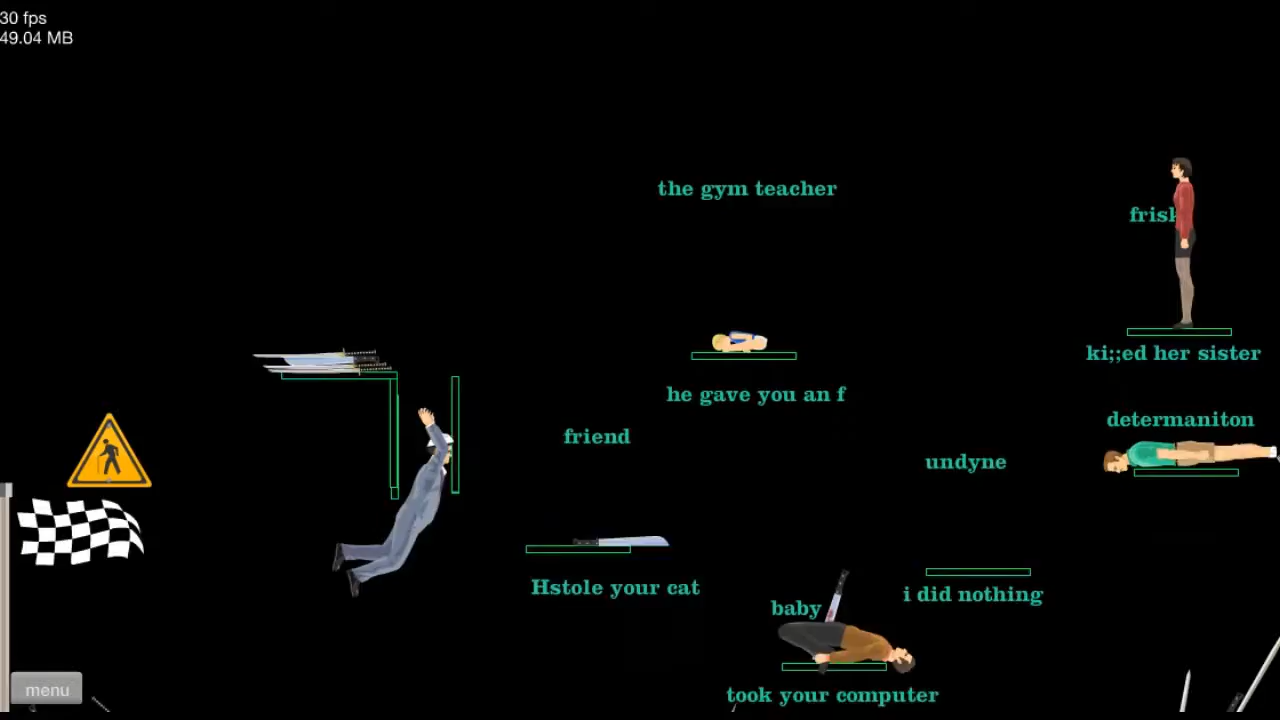 30 fps
49.04 MB
the gym teacher
frisk
ki;;ed her sister
he gave you an f
determaniton
friend
undyne
Hstole your cat
i did nothing
baby
took your computer
menu